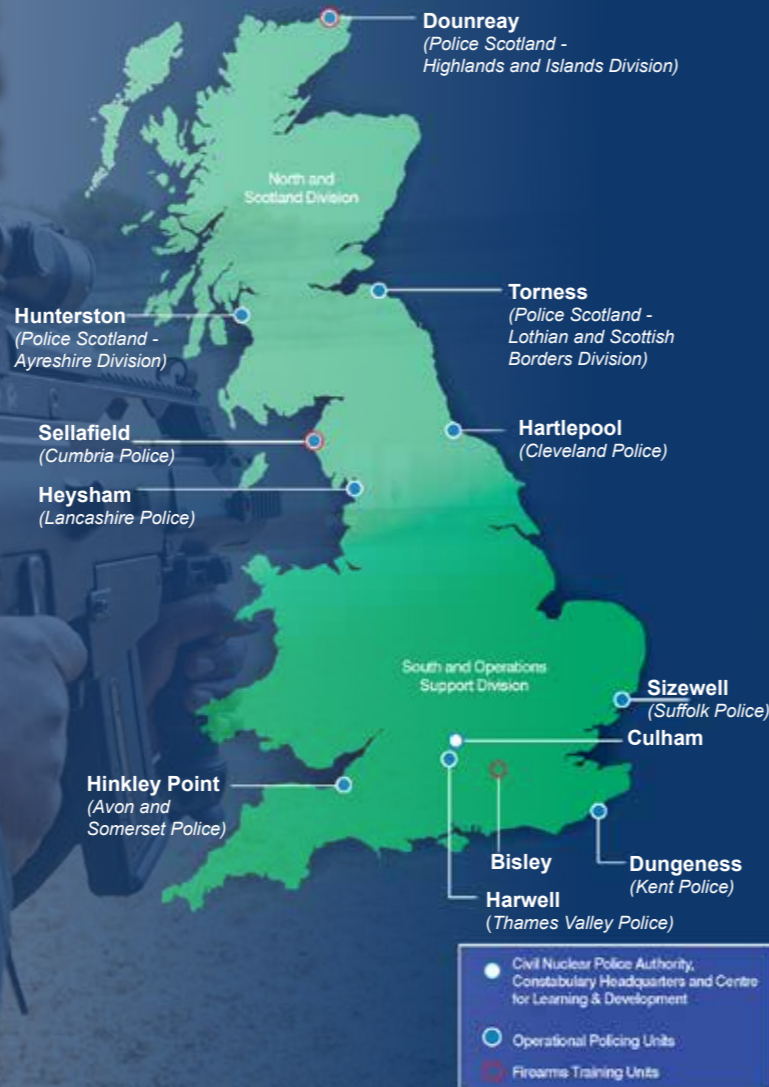 Dounreay
(Police Scotland -
Highlands and Islands Division)
North and
Scotland Division
Hunterston
(Police Scotland -
Ayreshire Division)
Torness
(Police Scotland -
Lothian and Scottish
Borders Division)
Sellafield
(Cumbria Police)
Hartlepool
(Cleveland Police)
Heysham
(Lancashire Police)
South and Operations
Support Division
Sizewell
(Suffolk Police)
Culham
Hinkley Point
(Avon and
Somerset Police)
Bisley
Dungeness
(Kent Police)
Harwell
(Thames Valley Police)
Civil Nuclear Police Authority,
Constabulary Headquarters and Centre
for Learning & Development
Operational Policing Units
Firearms Training Units